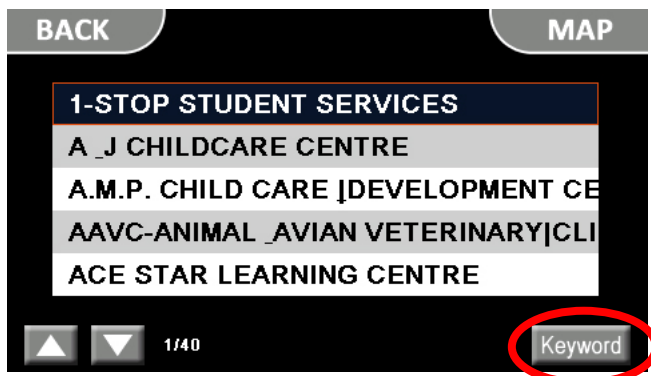 BACK MAP
1-STOP STUDENT SERVICES
A _J CHILDCARE CENTRE
A.M.P. CHILD CARE |DEVELOPMENT CE
AAVC-ANIMAL _AVIAN VETERINARY|CLI
ACE STAR LEARNING CENTRE
1/40 Keyword